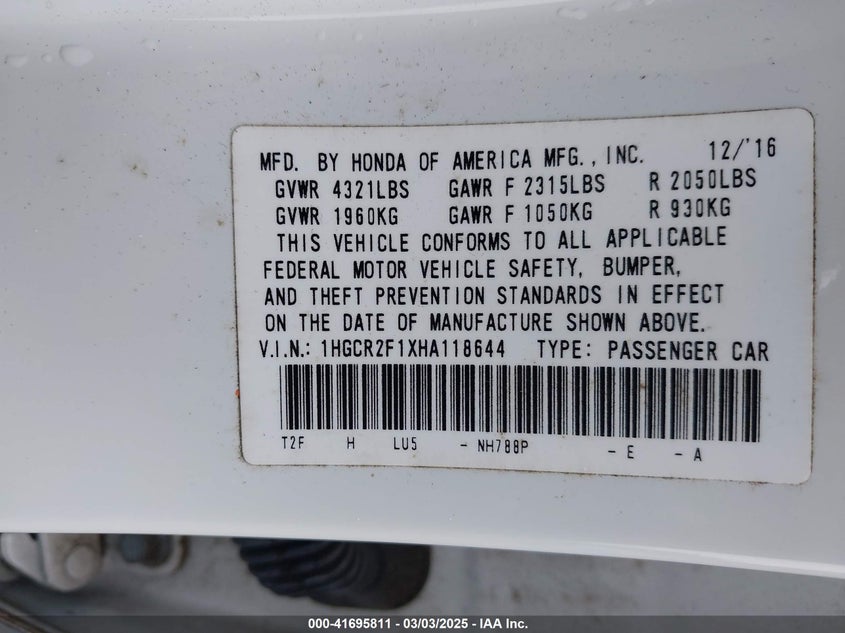 MFD. BY HONDA OF AMERICA MFG., INC. 12/'16
GVWR 4321LBS GAWR F 2315LBS R 2050LBS
GVWR 1960KG GAWR F 1050KG R 930KG
THIS VEHICLE CONFORMS TO ALL APPLICABLE
FEDERAL MOTOR VEHICLE SAFETY, BUMPER,
AND THEFT PREVENTION STANDARDS IN EFFECT
ON THE DATE OF MANUFACTURE SHOWN ABOVE.
V.I.N.: 1HGCR2F1XHA118644 TYPE: PASSENGER CAR
T2F H LU5 - NH788P - E - A
000-41695811 / 03/03/2025 - IAA Inc.